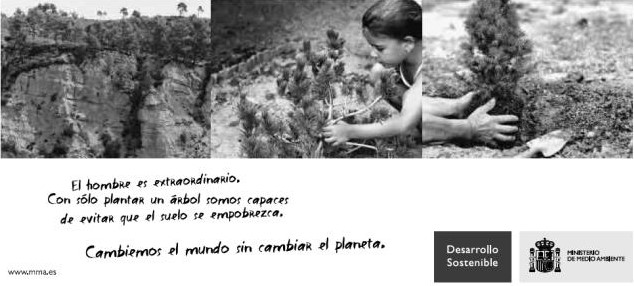 El hombre es extraordinario.
Con sólo plantar un árbol somos capaces
de evitar que el suelo se empobrezca.
Cambiemos el mundo sin cambiar el planeta.
www.mma.es
Desarrollo
Sostenible
MINISTERIO
DE MEDIO AMBIENTE